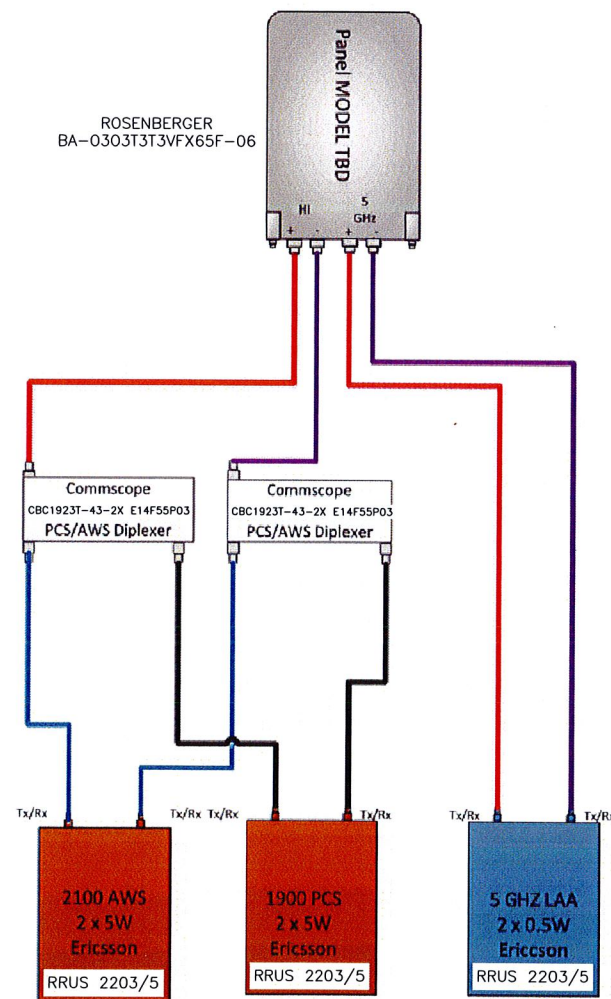 Panel MODEL TBD
ROSENBERGER
BA-0303T3T3VFX65F-06
HI
5
GHz
+ - + -
Commscope
CBC1923T-43-2X E14F55P03
PCS/AWS Diplexer
Commscope
CBC1923T-43-2X E14F55P03
PCS/AWS Diplexer
Tx/Rx
Tx/Rx
Tx/Rx
Tx/Rx
Tx/Rx
Tx/Rx
2100 AWS
2 x 5W
Ericsson
RRUS 2203/5
1900 PCS
2 x 5W
Ericsson
RRUS 2203/5
5 GHZ LAA
2 x 0.5W
Ericcson
RRUS 2203/5